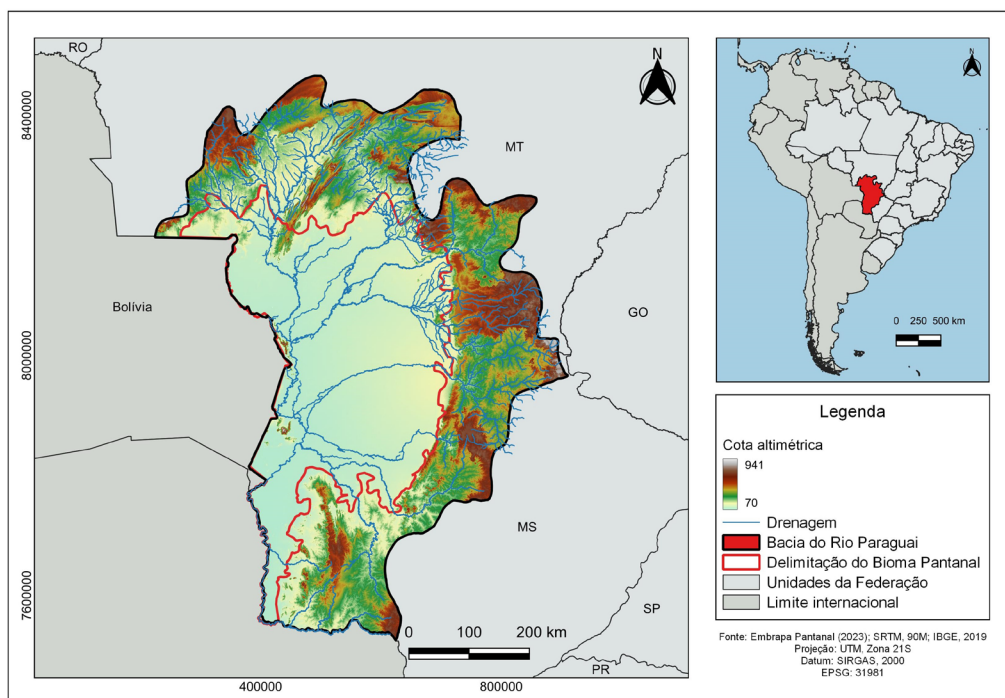 RO
N
MT
Bolívia
GO
MS
SP
PR
8400000
8000000
7600000
400000
800000
0 100 200 km
N
0 250 500 km
Legenda
Cota altimétrica
941
70
Drenagem
Bacia do Rio Paraguai
Delimitação do Bioma Pantanal
Unidades da Federação
Limite internacional
Fonte: Embrapa Pantanal (2023); SRTM, 90M; IBGE, 2019
Projeção: UTM, Zona 21S
Datum: SIRGAS, 2000
EPSG: 31981